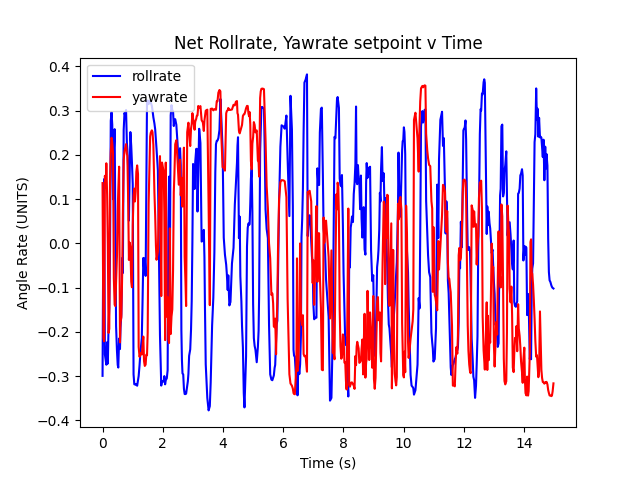 Net Rollrate, Yawrate setpoint v Time
rollrate
yawrate
Angle Rate (UNITS)
0.4
0.3
0.2
0.1
0.0
−0.1
−0.2
−0.3
−0.4
0 2 4 6 8 10 12 14
Time (s)